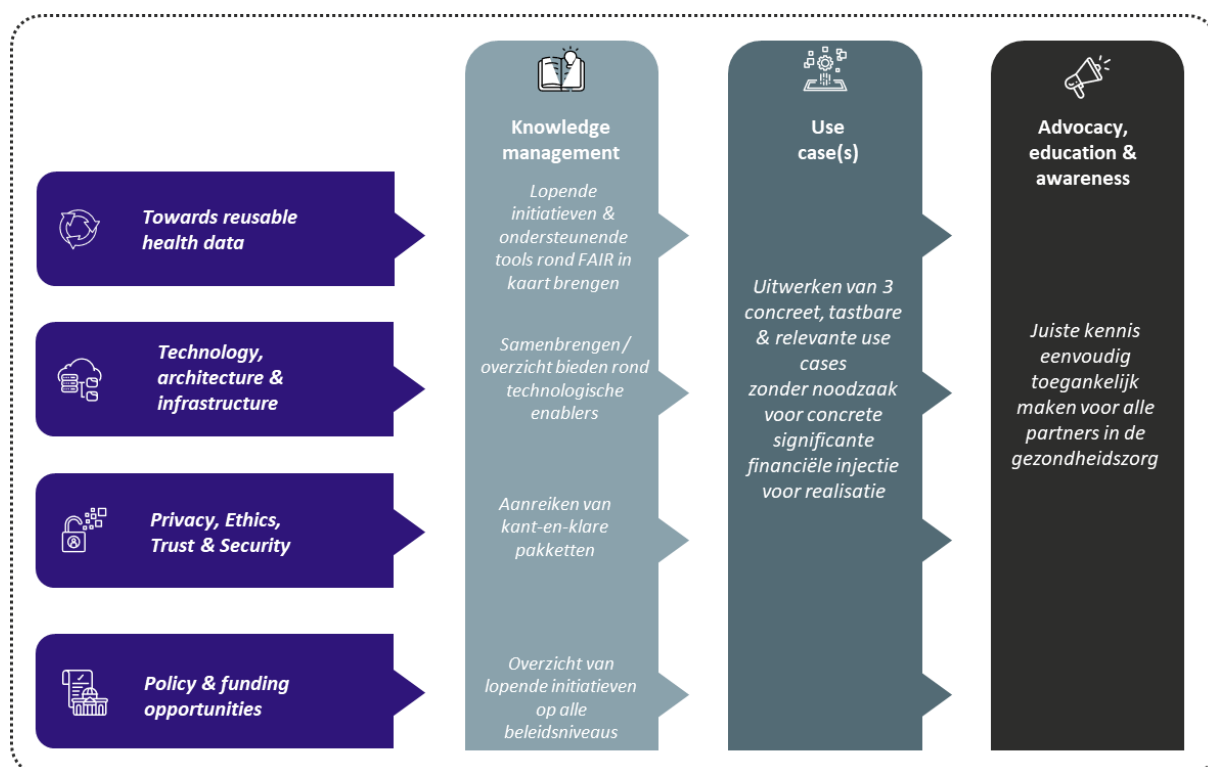 Knowledge
management
Use
case(s)
Advocacy,
education &
awareness
Towards reusable
health data
Lopende
initiatieven &
ondersteunende
tools rond FAIR in
kaart brengen
Technology,
architecture &
infrastructure
Samenbrengen /
overzicht bieden rond
technologische
enablers
Privacy, Ethics,
Trust & Security
Aanreiken van
kant-en-klare
pakketten
Policy & funding
opportunities
Overzicht van
lopende initiatieven
op alle
beleidsniveaus
Uitwerken van 3
concreet, tastbare
& relevante use
cases
zonder noodzaak
voor concrete
significante
financiële injectie
voor realisatie
Juiste kennis
eenvoudig
toegankelijk
maken voor alle
partners in de
gezondheidszorg